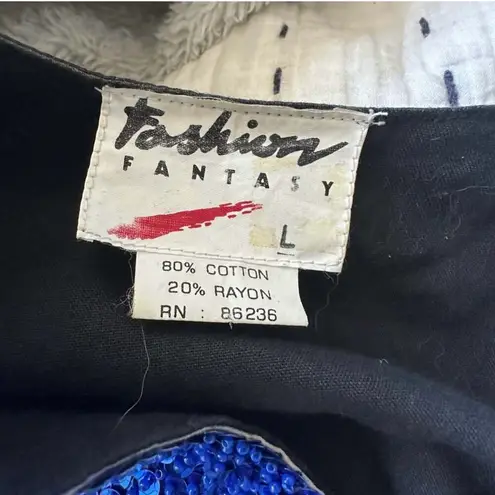 Fashion
FANTASY
L
80% COTTON
20% RAYON
RN : 86236